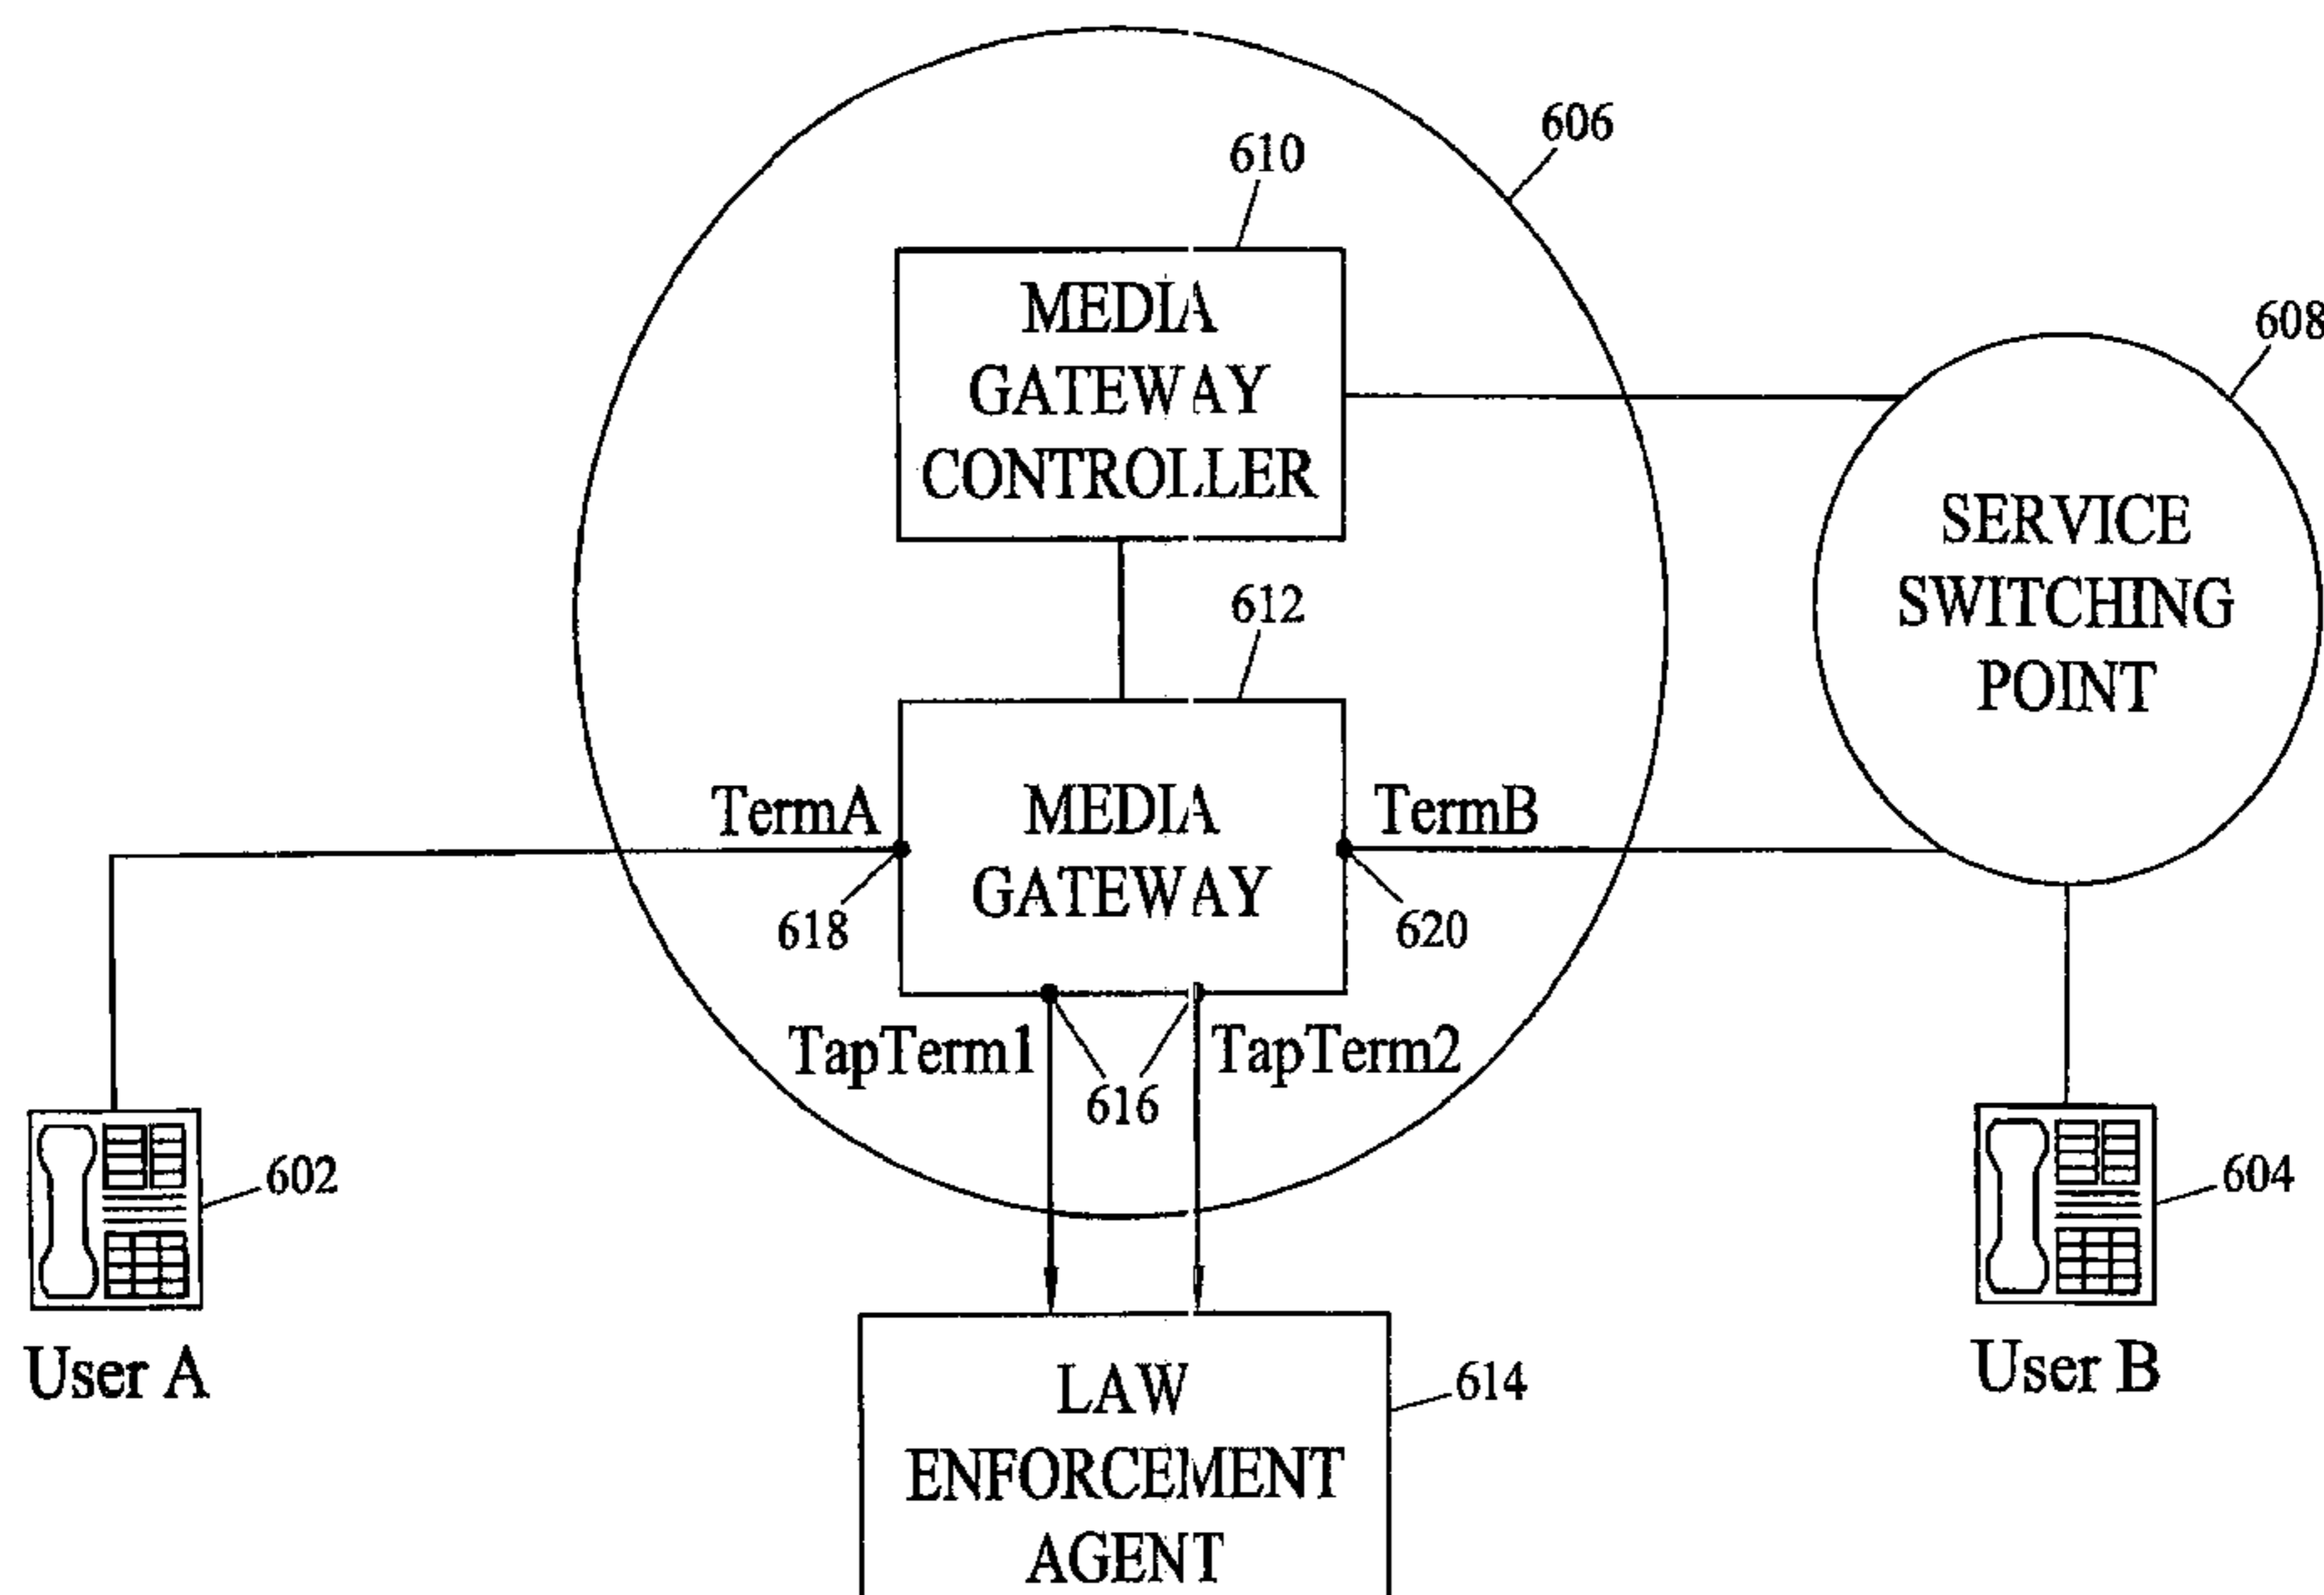 606
610
608
MEDIA
GATEWAY
CONTROLLER
SERVICE
SWITCHING
POINT
612
TermA
MEDIA
GATEWAY
TermB
618
620
TapTerm1
TapTerm2
616
602
604
User A
User B
LAW
ENFORCEMENT
AGENT
614